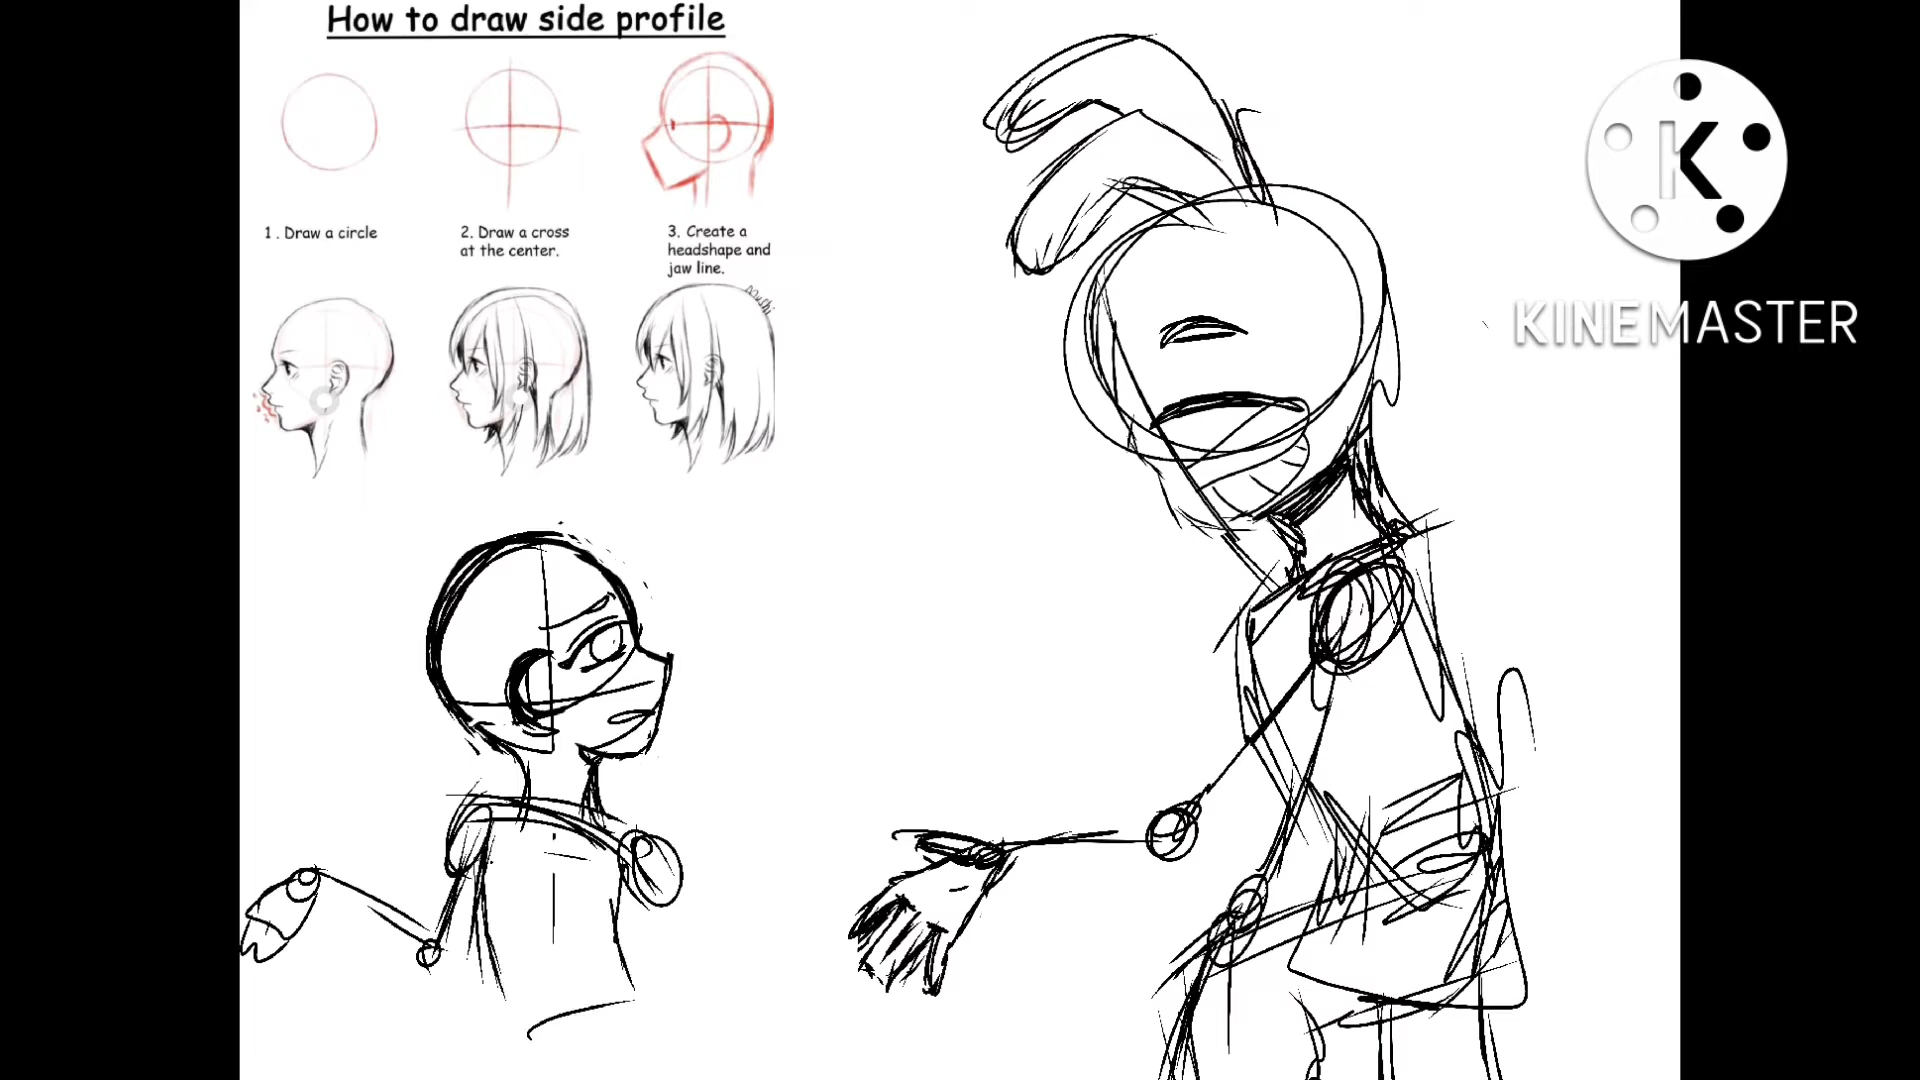 How to draw side profile
1. Draw a circle
2. Draw a cross
at the center.
3. Create a
headshape and
jaw line.
mushi
K
KINEMASTER